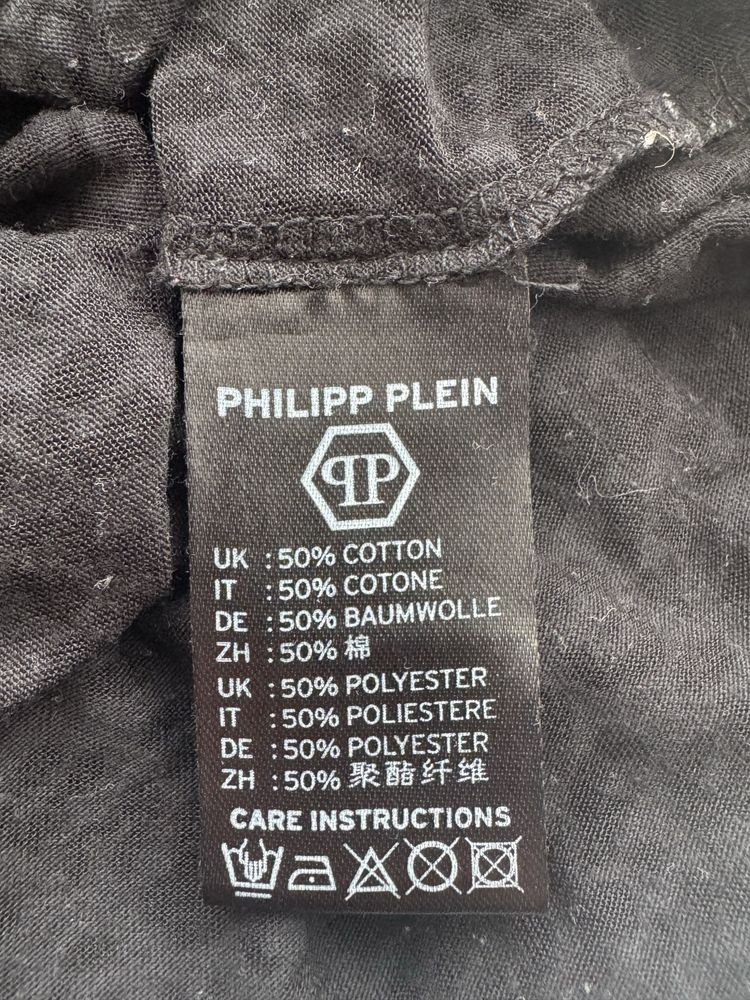 PHILIPP PLEIN
PP
UK : 50% COTTON
IT : 50% COTONE
DE : 50% BAUMWOLLE
ZH : 50% 棉
UK : 50% POLYESTER
IT : 50% POLIESTERE
DE : 50% POLYESTER
ZH : 50% 聚酯纤维
CARE INSTRUCTIONS